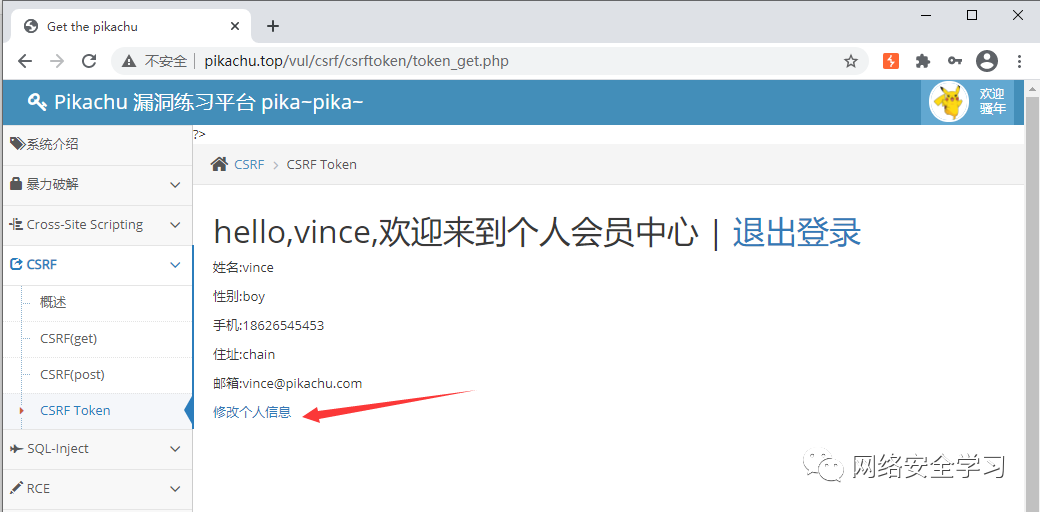 Get the pikachu
不安全 | pikachu.top/vul/csrf/csrftoken/token_get.php
Pikachu 漏洞练习平台 pika~pika~
欢迎
骚年
系统介绍
暴力破解
Cross-Site Scripting
CSRF
概述
CSRF(get)
CSRF(post)
CSRF Token
SQL-Inject
RCE
?>
CSRF > CSRF Token
hello,vince,欢迎来到个人会员中心 | 退出登录
姓名:vince
性别:boy
手机:18626545453
住址:chain
邮箱:vince@pikachu.com
修改个人信息
网络安全学习